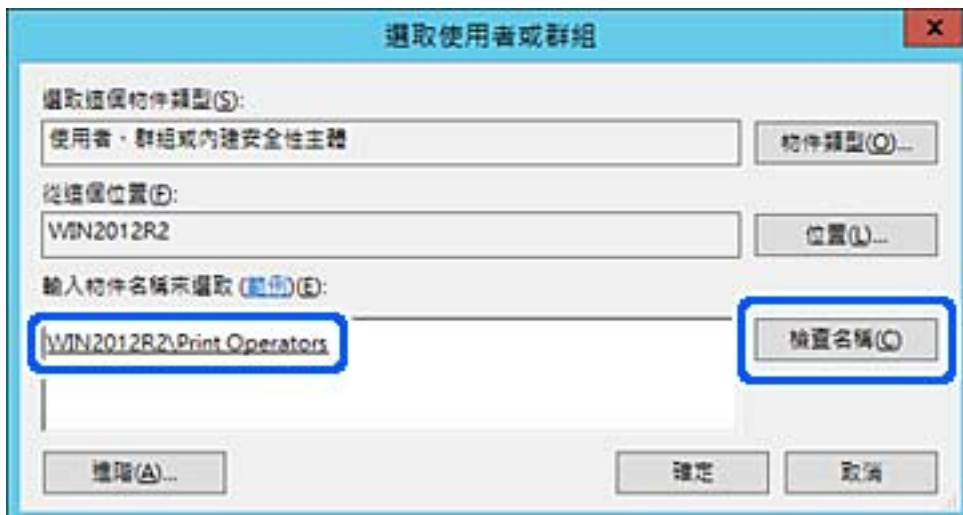 選取使用者或群組
x
選取這個物件類型(S):
使用者、群組或內建安全性主體
物件類型(O)...
從這個位置(F):
WIN2012R2
位置(L)...
輸入物件名稱來選取 (範例)(E):
WIN2012R2\Print Operators
檢查名稱(C)
進階(A)...
確定
取消